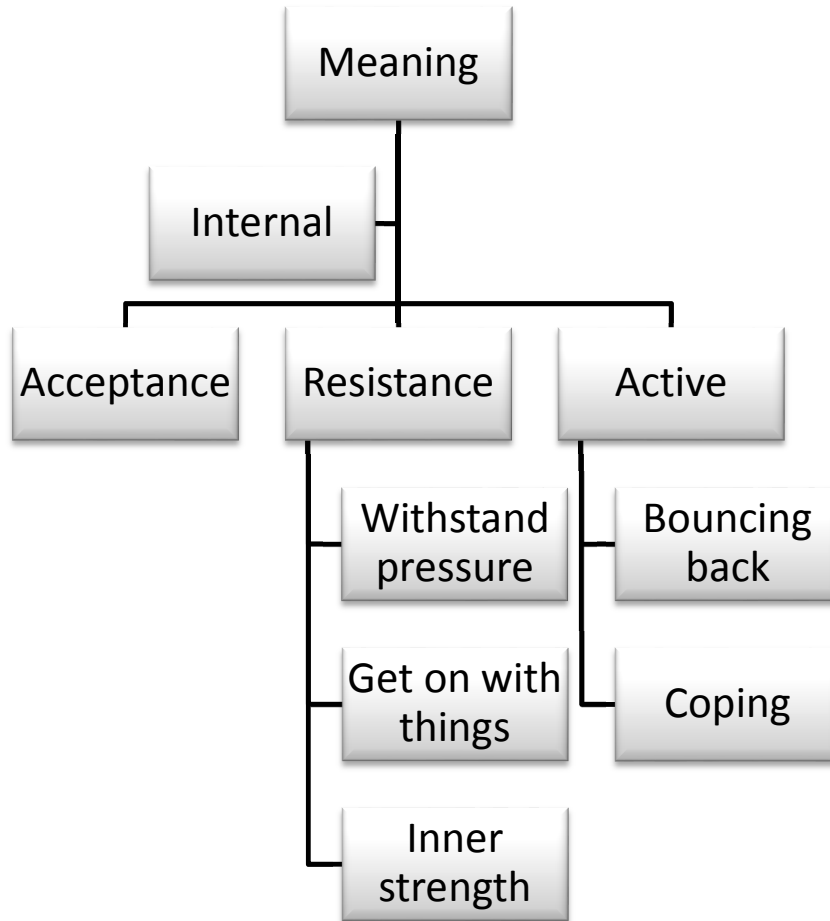 Meaning
Internal
Acceptance
Resistance
Active
Withstand
pressure
Bouncing
back
Get on with
things
Coping
Inner
strength